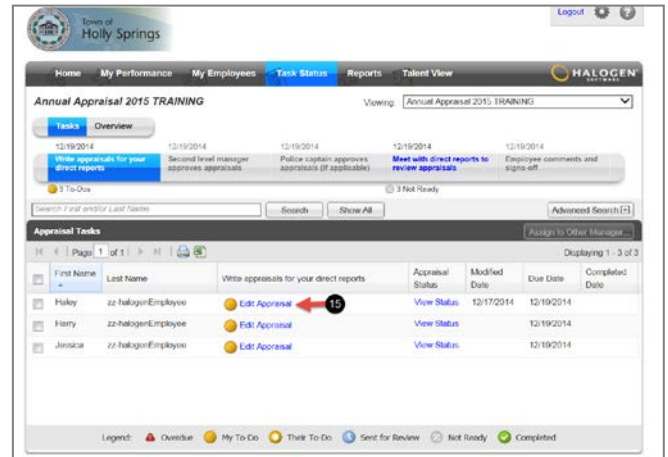 Town of
Holly Springs
Logout
Home My Performance My Employees Task Status Reports Talent View HALOGEN SOFTWARE
Annual Appraisal 2015 TRAINING Viewing: Annual Appraisal 2015 TRAINING
Tasks Overview
12/19/2014 12/19/2014 12/19/2014 12/19/2014 12/19/2014
Write appraisals for your direct reports Second level manager approves appraisals Police captain approves appraisals (if applicable) Meet with direct reports to review appraisals Employee comments and signs-off
3 To-Dos 3 Not Ready
Search First and/or Last Name Search Show All Advanced Search [+]
Appraisal Tasks Assign to Other Manager...
Page 1 of 1 Displaying 1 - 3 of 3
First Name Last Name Write appraisals for your direct reports Appraisal Status Modified Date Due Date Completed Date
Haley zz-halogenEmployee Edit Appraisal 15 View Status 12/17/2014 12/19/2014
Harry zz-halogenEmployee Edit Appraisal View Status 12/19/2014
Jessica zz-halogenEmployee Edit Appraisal View Status 12/19/2014
Legend: Overdue My To-Do Their To-Do Sent for Review Not Ready Completed